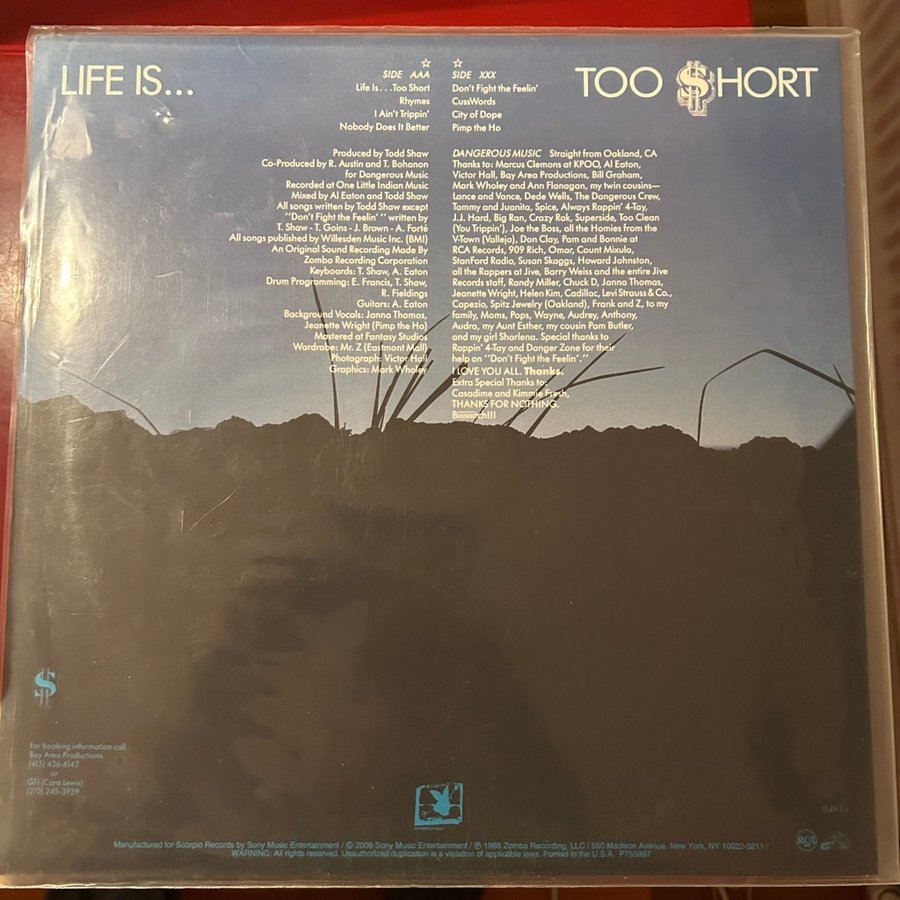 LIFE IS...
TOO $HORT
SIDE AAA
Life Is...Too Short
Rhymes
I Ain't Trippin'
Nobody Does It Better
SIDE XXX
Don't Fight the Feelin'
CussWords
City of Dope
Pimp the Ho
Produced by Todd Shaw
Co-Produced by R. Austin and T. Bohanon
for Dangerous Music
Recorded at One Little Indian Music
Mixed by Al Eaton and Todd Shaw
All songs written by Todd Shaw except
"Don't Fight the Feelin' " written by
T. Shaw - T. Goins - J. Brown - A. Forté
All songs published by Willesden Music Inc. (BMI)
An Original Sound Recording Made By
Zomba Recording Corporation
Keyboards: T. Shaw, A. Eaton
Drum Programming: E. Francis, T. Shaw,
R. Fieldings
Guitars: A. Eaton
Background Vocals: Janna Thomas,
Jeanette Wright (Pimp the Ho)
Mastered at Fantasy Studios
Wardrobe: Mr. Z (Eastmont Mall)
Photograph: Victor Hall
Graphics: Mark Wholey
DANGEROUS MUSIC Straight from Oakland, CA
Thanks to: Marcus Clemons at KPOO, Al Eaton,
Victor Hall, Bay Area Productions, Bill Graham,
Mark Wholey and Ann Flanagan, my twin cousins—
Lance and Vance, Dede Wells, The Dangerous Crew,
Tammy and Juanita, Spice, Always Rappin' 4-Tay,
J.J. Hard, Big Ran, Crazy Rak, Superside, Too Clean
(You Trippin'), Joe the Boss, all the Homies from the
V-Town (Vallejo), Don Clay, Pam and Bonnie at
RCA Records, 909 Rich, Omar, Count Mixula,
StanFord Radio, Susan Skaggs, Howard Johnston,
all the Rappers at Jive, Barry Weiss and the entire Jive
Records staff, Randy Miller, Chuck D, Janna Thomas,
Jeanette Wright, Helen Kim, Cadillac, Levi Strauss & Co.,
Capezio, Spitz Jewelry (Oakland), Frank and Z, to my
family, Moms, Pops, Wayne, Audrey, Anthony,
Audra, my Aunt Esther, my cousin Pam Butler,
and my girl Sharlena. Special thanks to
Rappin' 4-Tay and Danger Zone for their
help on "Don't Fight the Feelin'."
I LOVE YOU ALL. Thanks.
Extra Special Thanks to:
Casadime and Kimmie Fresh,
THANKS FOR NOTHING.
Biiiiiiiitch!!!
$
For booking information call
Bay Area Productions
(415) 436-6142
or
GTI (Cara Lewis)
(212) 245-3939
RCA
Manufactured for Scorpio Records by Sony Music Entertainment / © 2009 Sony Music Entertainment / ℗ 1988 Zomba Recording, LLC / 550 Madison Avenue, New York, NY 10022-3211 /
WARNING: All rights reserved. Unauthorized duplication is a violation of applicable laws. Printed in the U.S.A. P755997